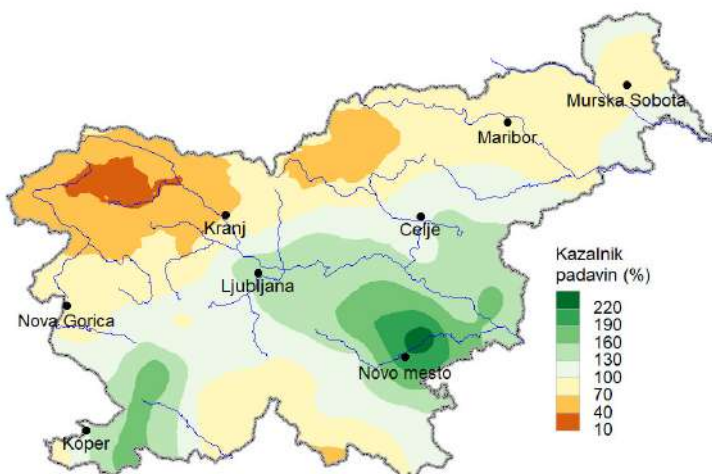 Murska Sobota
Maribor
Kranj
Celje
Ljubljana
Nova Gorica
Novo mesto
Koper
Kazalnik
padavin (%)
220
190
160
130
100
70
40
10